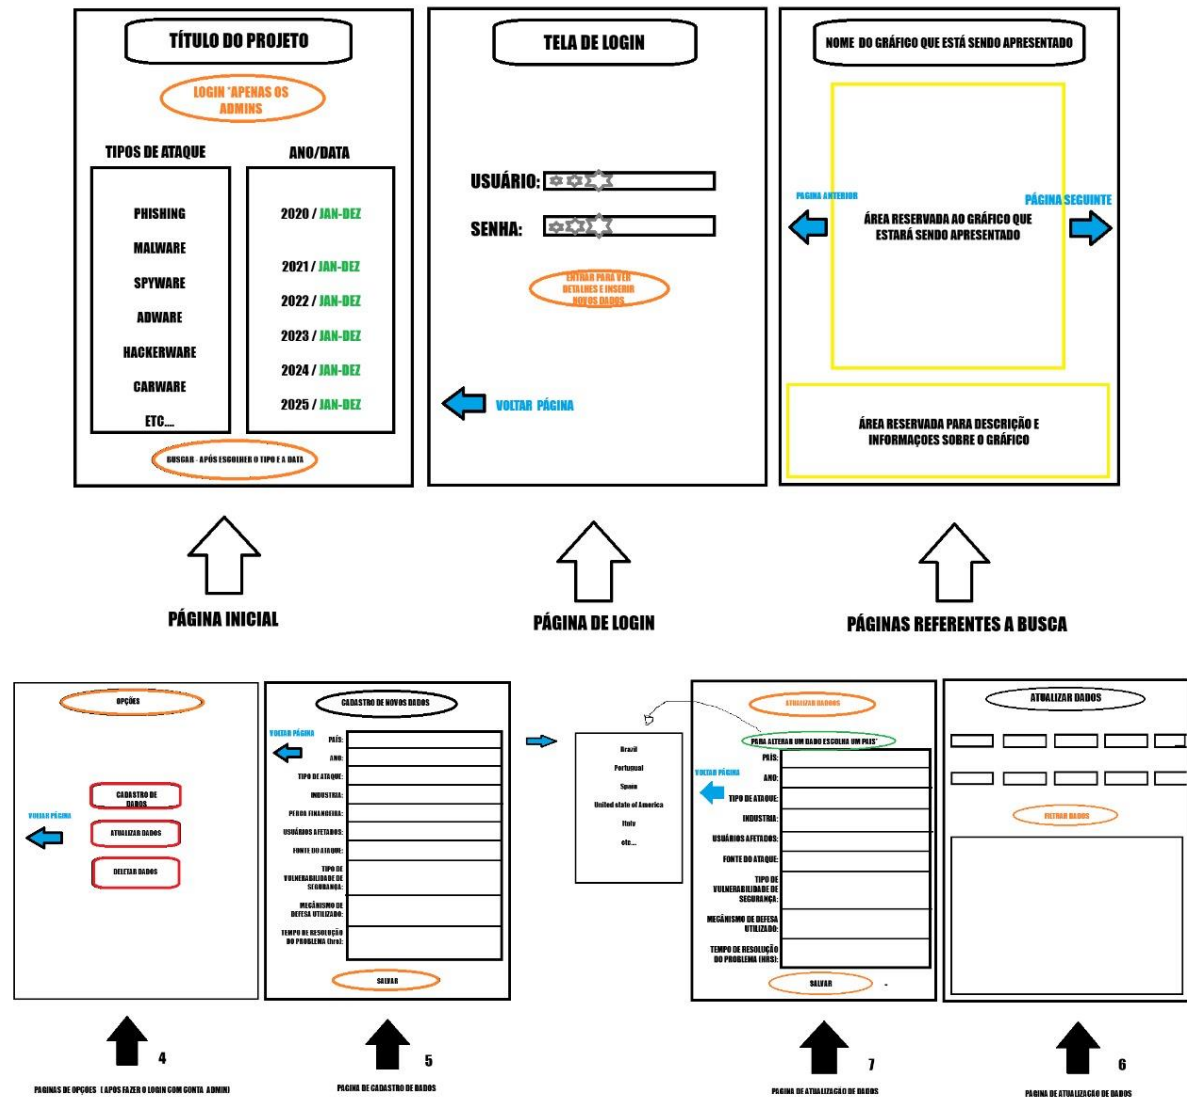 TÍTULO DO PROJETO
LOGIN *APENAS OS
ADMINS
TIPOS DE ATAQUE
PHISHING
MALWARE
SPYWARE
ADWARE
HACKERWARE
CARWARE
ETC....
ANO/DATA
2020 / JAN-DEZ
2021 / JAN-DEZ
2022 / JAN-DEZ
2023 / JAN-DEZ
2024 / JAN-DEZ
2025 / JAN-DEZ
BUSCAR - APÓS ESCOLHER O TIPO E A DATA
PÁGINA INICIAL
TELA DE LOGIN
USUÁRIO:
SENHA:
ENTRAR PARA VER
DETALHES E INSERIR
NOVOS DADOS
VOLTAR PÁGINA
PÁGINA DE LOGIN
NOME DO GRÁFICO QUE ESTÁ SENDO APRESENTADO
PAGINA ANTERIOR
PÁGINA SEGUINTE
ÁREA RESERVADA AO GRÁFICO QUE
ESTARÁ SENDO APRESENTADO
ÁREA RESERVADA PARA DESCRIÇÃO E
INFORMAÇOES SOBRE O GRÁFICO
PÁGINAS REFERENTES A BUSCA
OPÇÕES
CADASTRO DE
DADOS
ATUALIZAR DADOS
DELETAR DADOS
VOLTAR PÁGINA
4
PAGINAS DE OPÇÕES ( APÓS FAZER O LOGIN COM CONTA ADMIN)
CADASTRO DE NOVOS DADOS
VOLTAR PÁGINA
PAÍS:
ANO:
TIPO DE ATAQUE:
INDUSTRIA:
PERCA FINANCEIRA:
USUÁRIOS AFETADOS:
FONTE DO ATAQUE:
TIPO DE
VULNERABILIDADE DE
SEGURANÇA:
MECÂNISMO DE
DEFESA UTILIZADO:
TEMPO DE RESOLUÇÃO
DO PROBLEMA (hrs):
SALVAR
5
PAGINA DE CADASTRO DE DADOS
Brazil
Portuqual
Spain
United state of America
Italy
etc...
ATUALIZAR DADOS
PARA ALTERAR UM DADO ESCOLHA UM PAIS*
VOLTAR PÁGINA
PAÍS:
ANO:
TIPO DE ATAQUE:
INDUSTRIA:
USUÁRIOS AFETADOS:
FONTE DO ATAQUE:
TIPO DE
VULNERABILIDADE DE
SEGURANÇA:
MECÂNISMO DE DEFESA
UTILIZADO:
TEMPO DE RESOLUÇÃO
DO PROBLEMA (HRS):
SALVAR
7
PAGINA DE ATUALIZAÇÃO DE DADOS
ATUALIZAR DADOS
FILTRAR DADOS
6
PAGINA DE ATUALIZAÇÃO DE DADOS